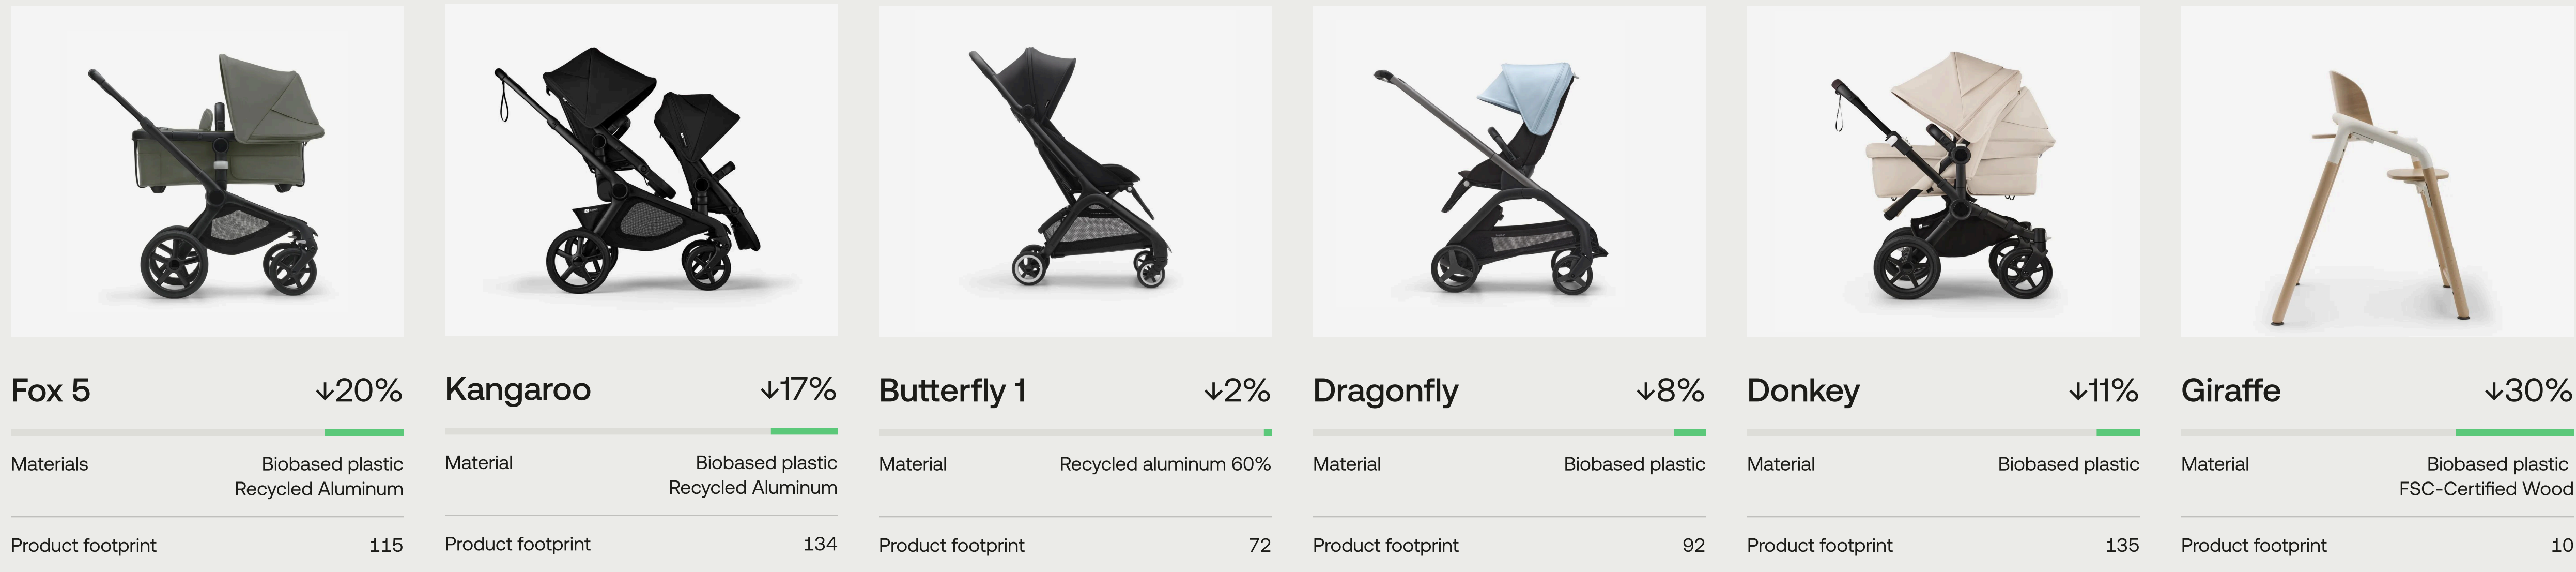 Fox 5 ↓20%
Materials Biobased plastic
Recycled Aluminum
Product footprint 115
Kangaroo ↓17%
Material Biobased plastic
Recycled Aluminum
Product footprint 134
Butterfly 1 ↓2%
Material Recycled aluminum 60%
Product footprint 72
Dragonfly ↓8%
Material Biobased plastic
Product footprint 92
Donkey ↓11%
Material Biobased plastic
Product footprint 135
Giraffe ↓30%
Material Biobased plastic
FSC-Certified Wood
Product footprint 10